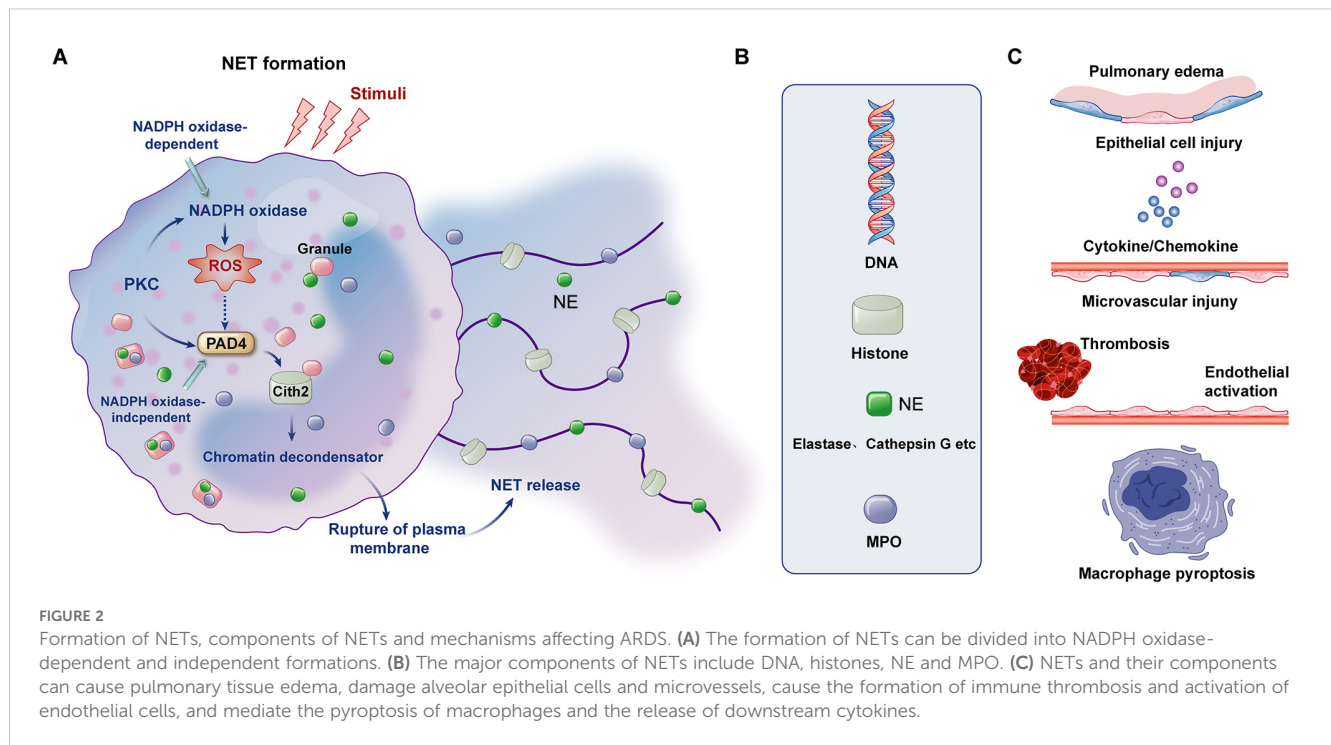 A
NET formation
Stimuli
NADPH oxidase-
dependent
NADPH oxidase
ROS
Granule
PKC
PAD4
Cith2
NADPH oxidase-
indcpendent
Chromatin decondensator
Rupture of plasma
membrane
NET release
NE
B
DNA
Histone
NE
Elastase、Cathepsin G etc
MPO
C
Pulmonary edema
Epithelial cell injury
Cytokine/Chemokine
Microvascular injuny
Thrombosis
Endothelial
activation
Macrophage pyroptosis
FIGURE 2
Formation of NETs, components of NETs and mechanisms affecting ARDS. (A) The formation of NETs can be divided into NADPH oxidase-
dependent and independent formations. (B) The major components of NETs include DNA, histones, NE and MPO. (C) NETs and their components
can cause pulmonary tissue edema, damage alveolar epithelial cells and microvessels, cause the formation of immune thrombosis and activation of
endothelial cells, and mediate the pyroptosis of macrophages and the release of downstream cytokines.